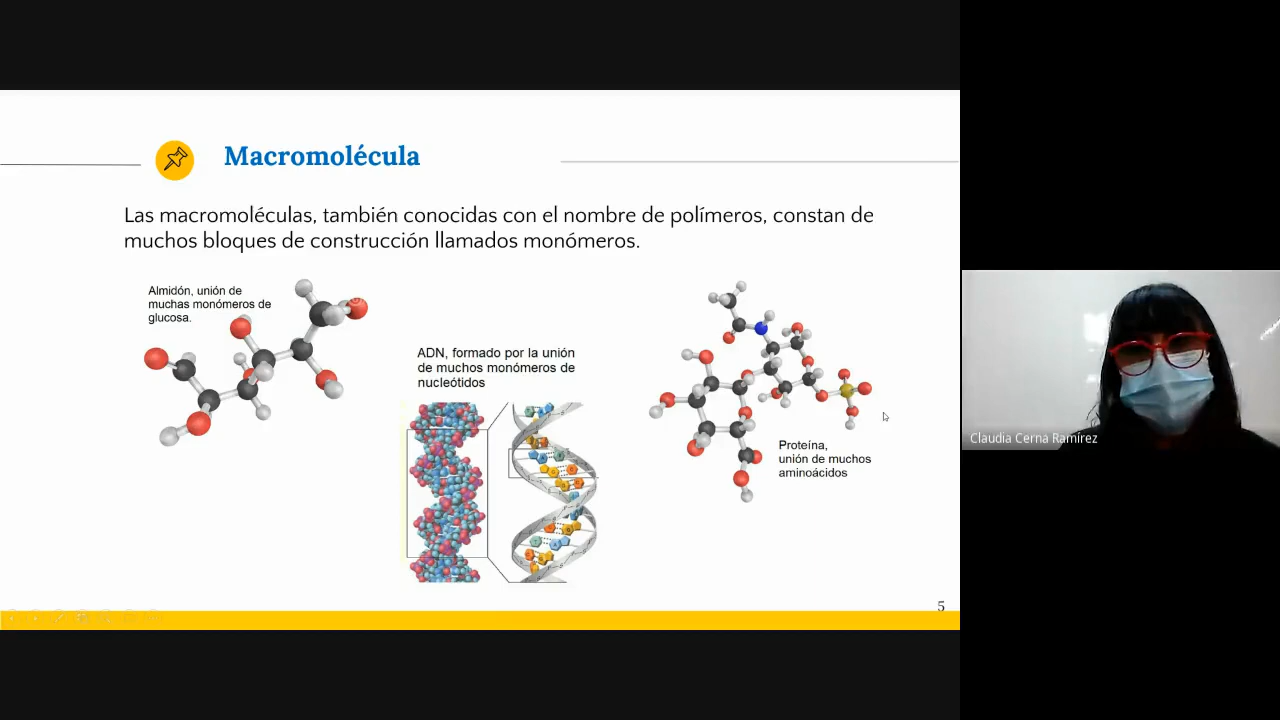 Macromolécula
Las macromoléculas, también conocidas con el nombre de polímeros, constan de
muchos bloques de construcción llamados monómeros.
Almidón, unión de
muchas monómeros de
glucosa.
ADN, formado por la unión
de muchos monómeros de
nucleótidos
Proteína,
unión de muchos
aminoácidos
5
Claudia Cerna Ramírez